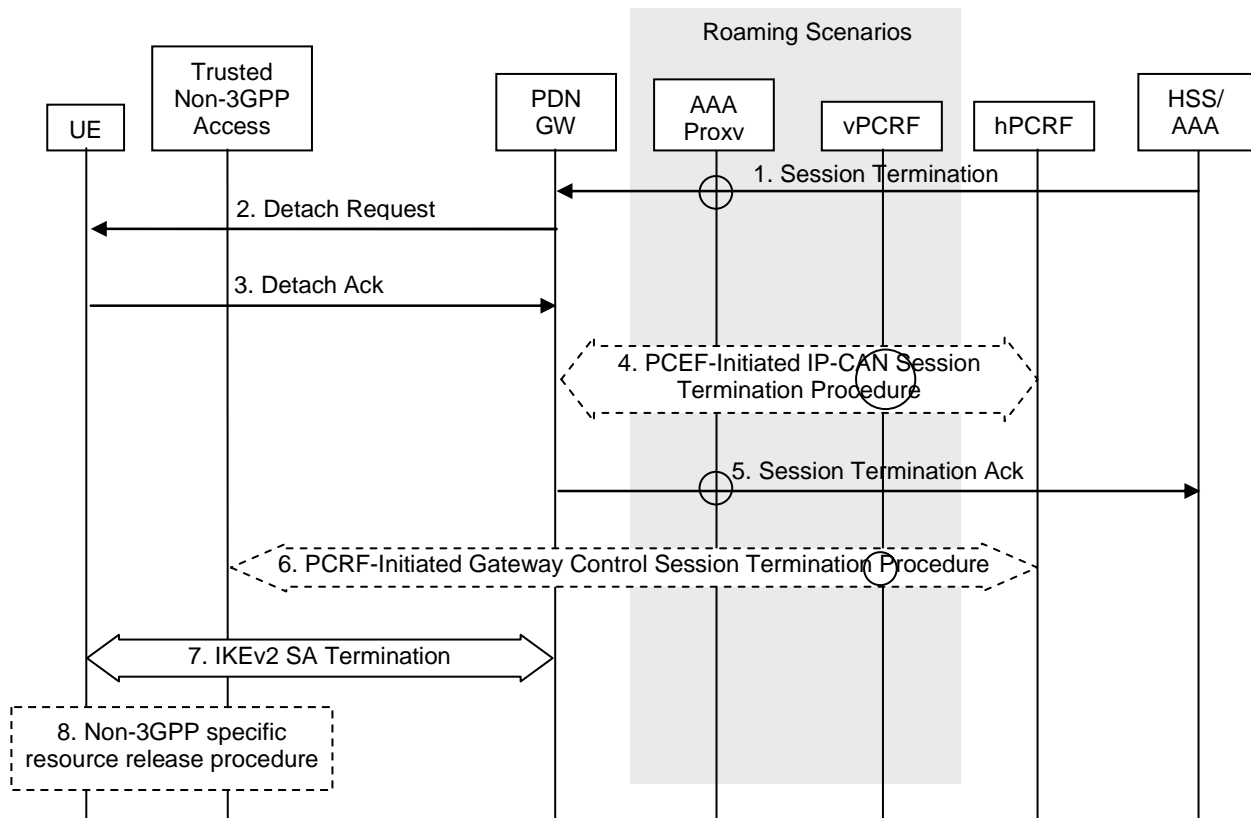 Roaming Scenarios
UE
Trusted
Non-3GPP
Access
PDN
GW
AAA
Proxv
vPCRF
hPCRF
HSS/
AAA
1. Session Termination
2. Detach Request
3. Detach Ack
4. PCEF-Initiated IP-CAN Session
Termination Procedure
5. Session Termination Ack
6. PCRF-Initiated Gateway Control Session Termination Procedure
7. IKEv2 SA Termination
8. Non-3GPP specific
resource release procedure